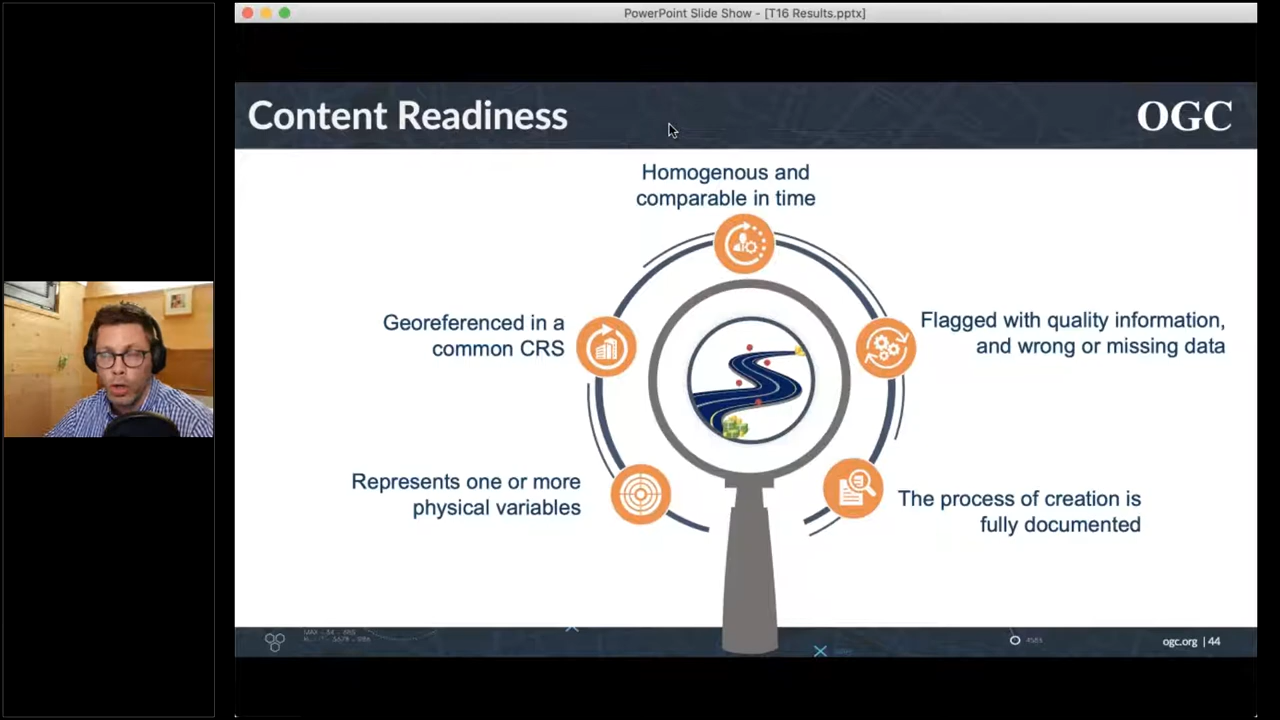 PowerPoint Slide Show - [T16 Results.pptx]
Content Readiness
OGC
Homogenous and
comparable in time
Georeferenced in a
common CRS
Flagged with quality information,
and wrong or missing data
Represents one or more
physical variables
The process of creation is
fully documented
ogc.org | 44